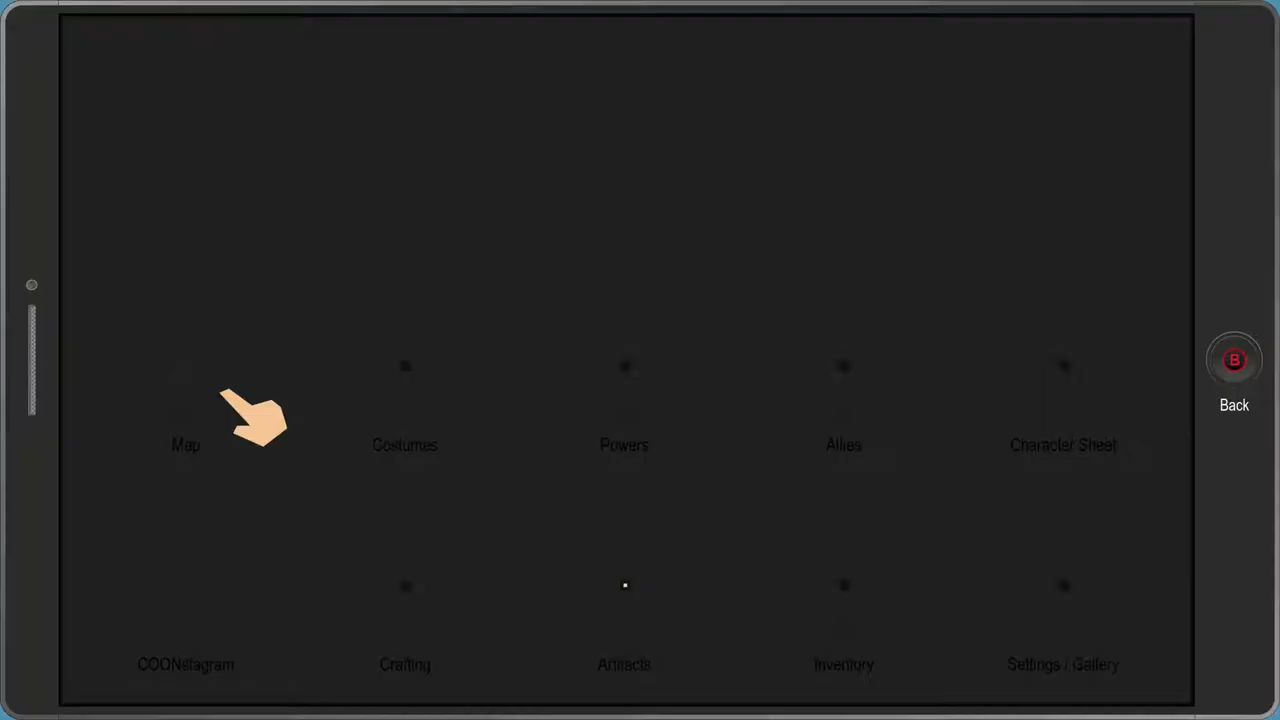 B
Back
Map
Costumes
Powers
Allies
Character Sheet
COONstagram
Crafting
Artifacts
Inventory
Settings / Gallery